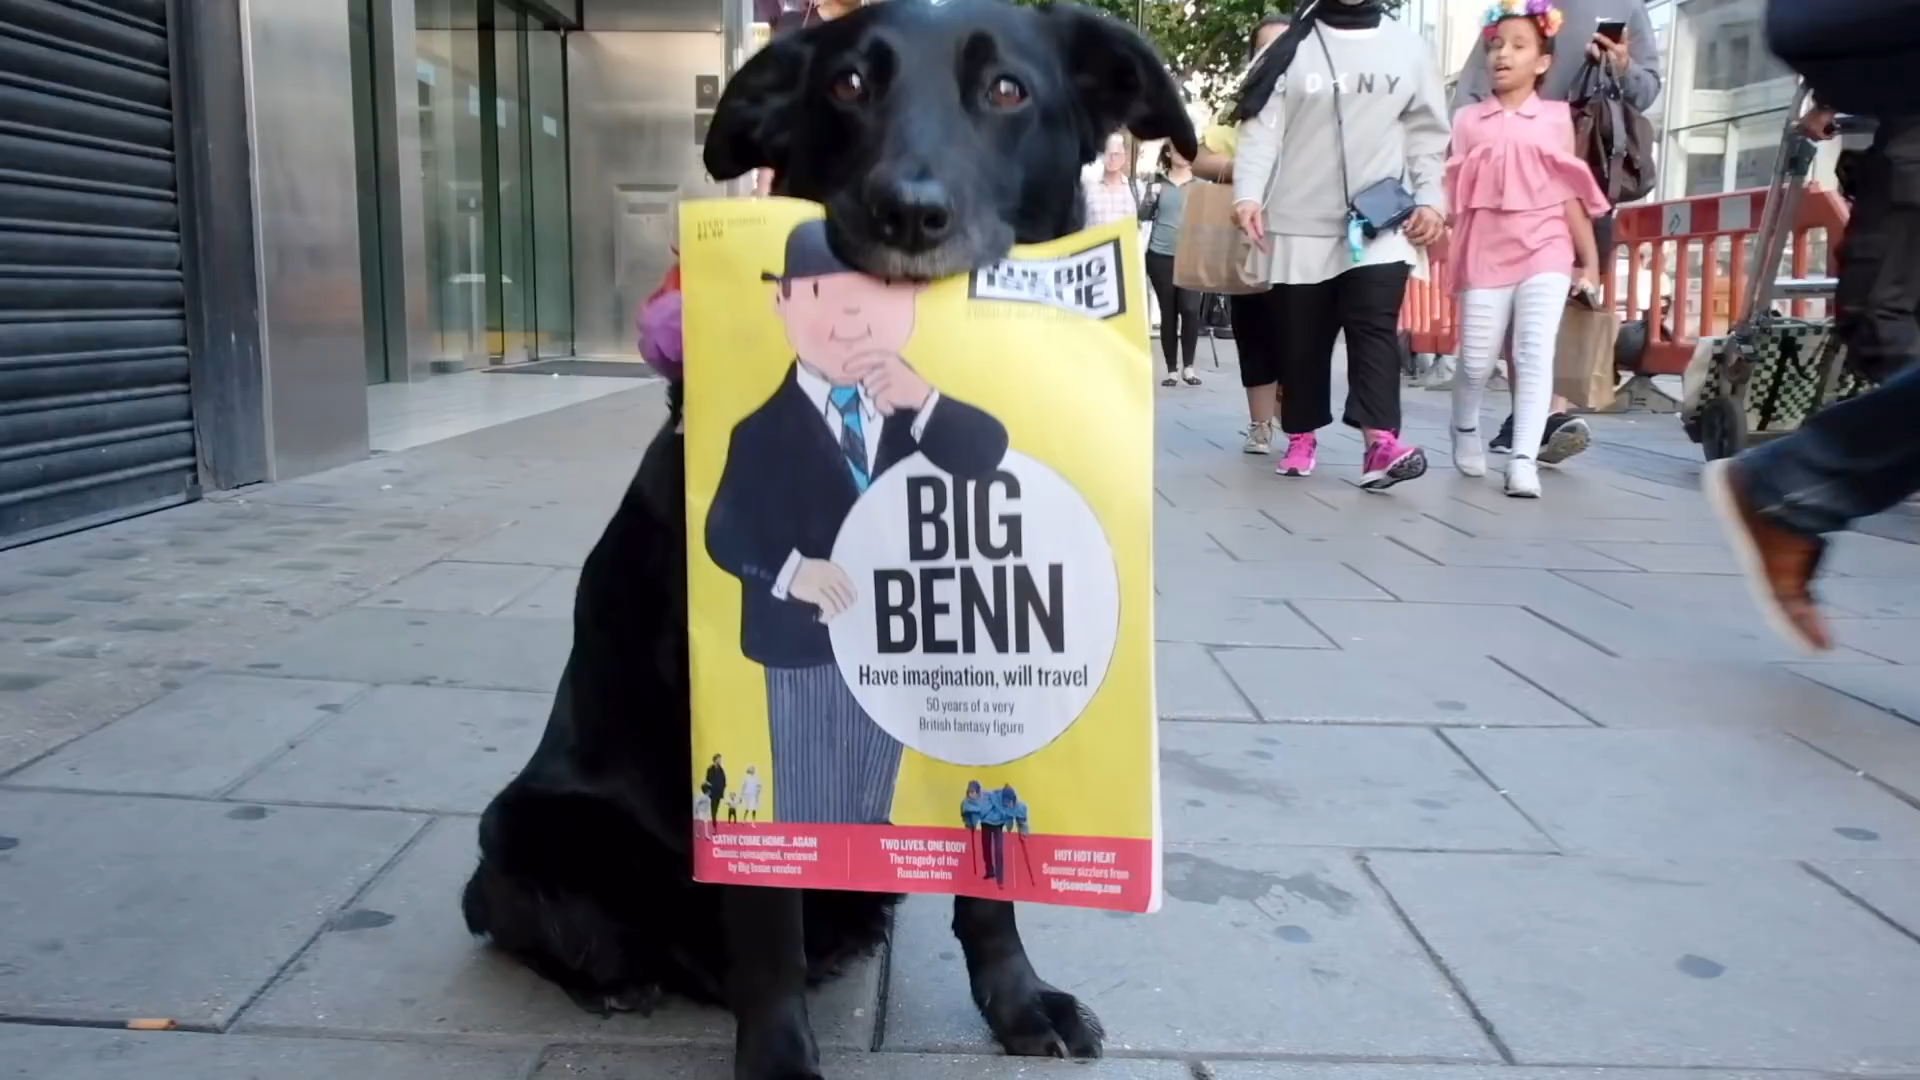 DKNY
THE BIG
ISSUE
BIG
BENN
Have imagination, will travel
50 years of a very
British fantasy figure
CATHY COME HOME... AGAIN
Classic reimagined, reviewed
by Big Issue vendors
TWO LIVES, ONE BODY
The tragedy of the
Russian twins
HOT HOT HEAT
Summer sizzlers from
bigissueshop.com